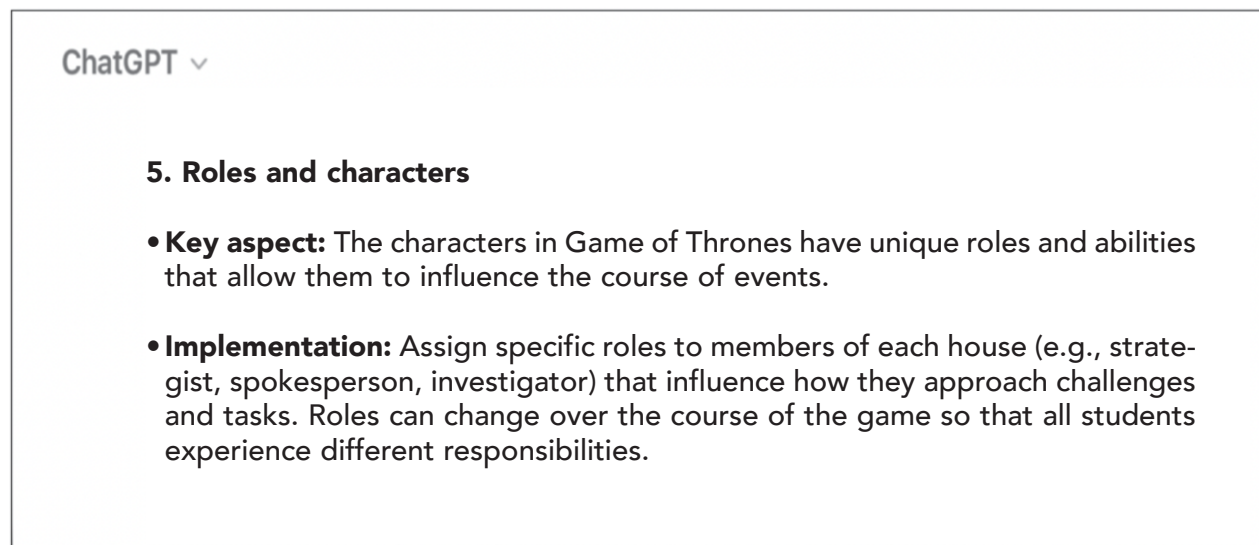 ChatGPT
5. Roles and characters
• Key aspect: The characters in Game of Thrones have unique roles and abilities
that allow them to influence the course of events.
• Implementation: Assign specific roles to members of each house (e.g., strate-
gist, spokesperson, investigator) that influence how they approach challenges
and tasks. Roles can change over the course of the game so that all students
experience different responsibilities.